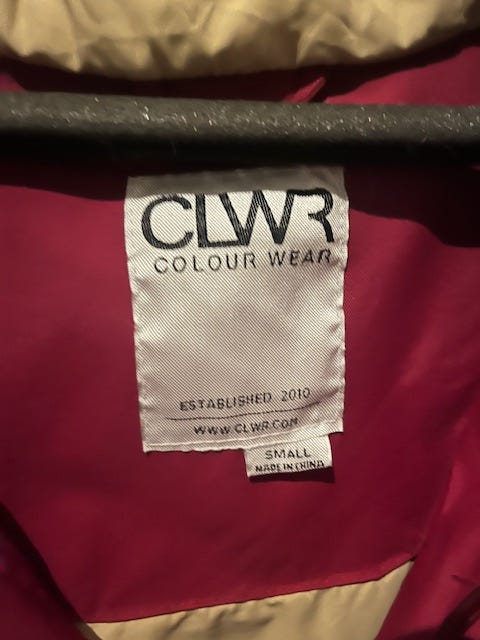 CLWR
COLOUR WEAR
ESTABLISHED 2010
WWW.CLWR.COM
SMALL
MADE IN CHINA